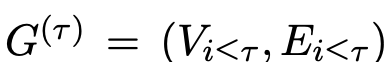 G^{(τ)} = (V_{i<τ}, E_{i<τ})